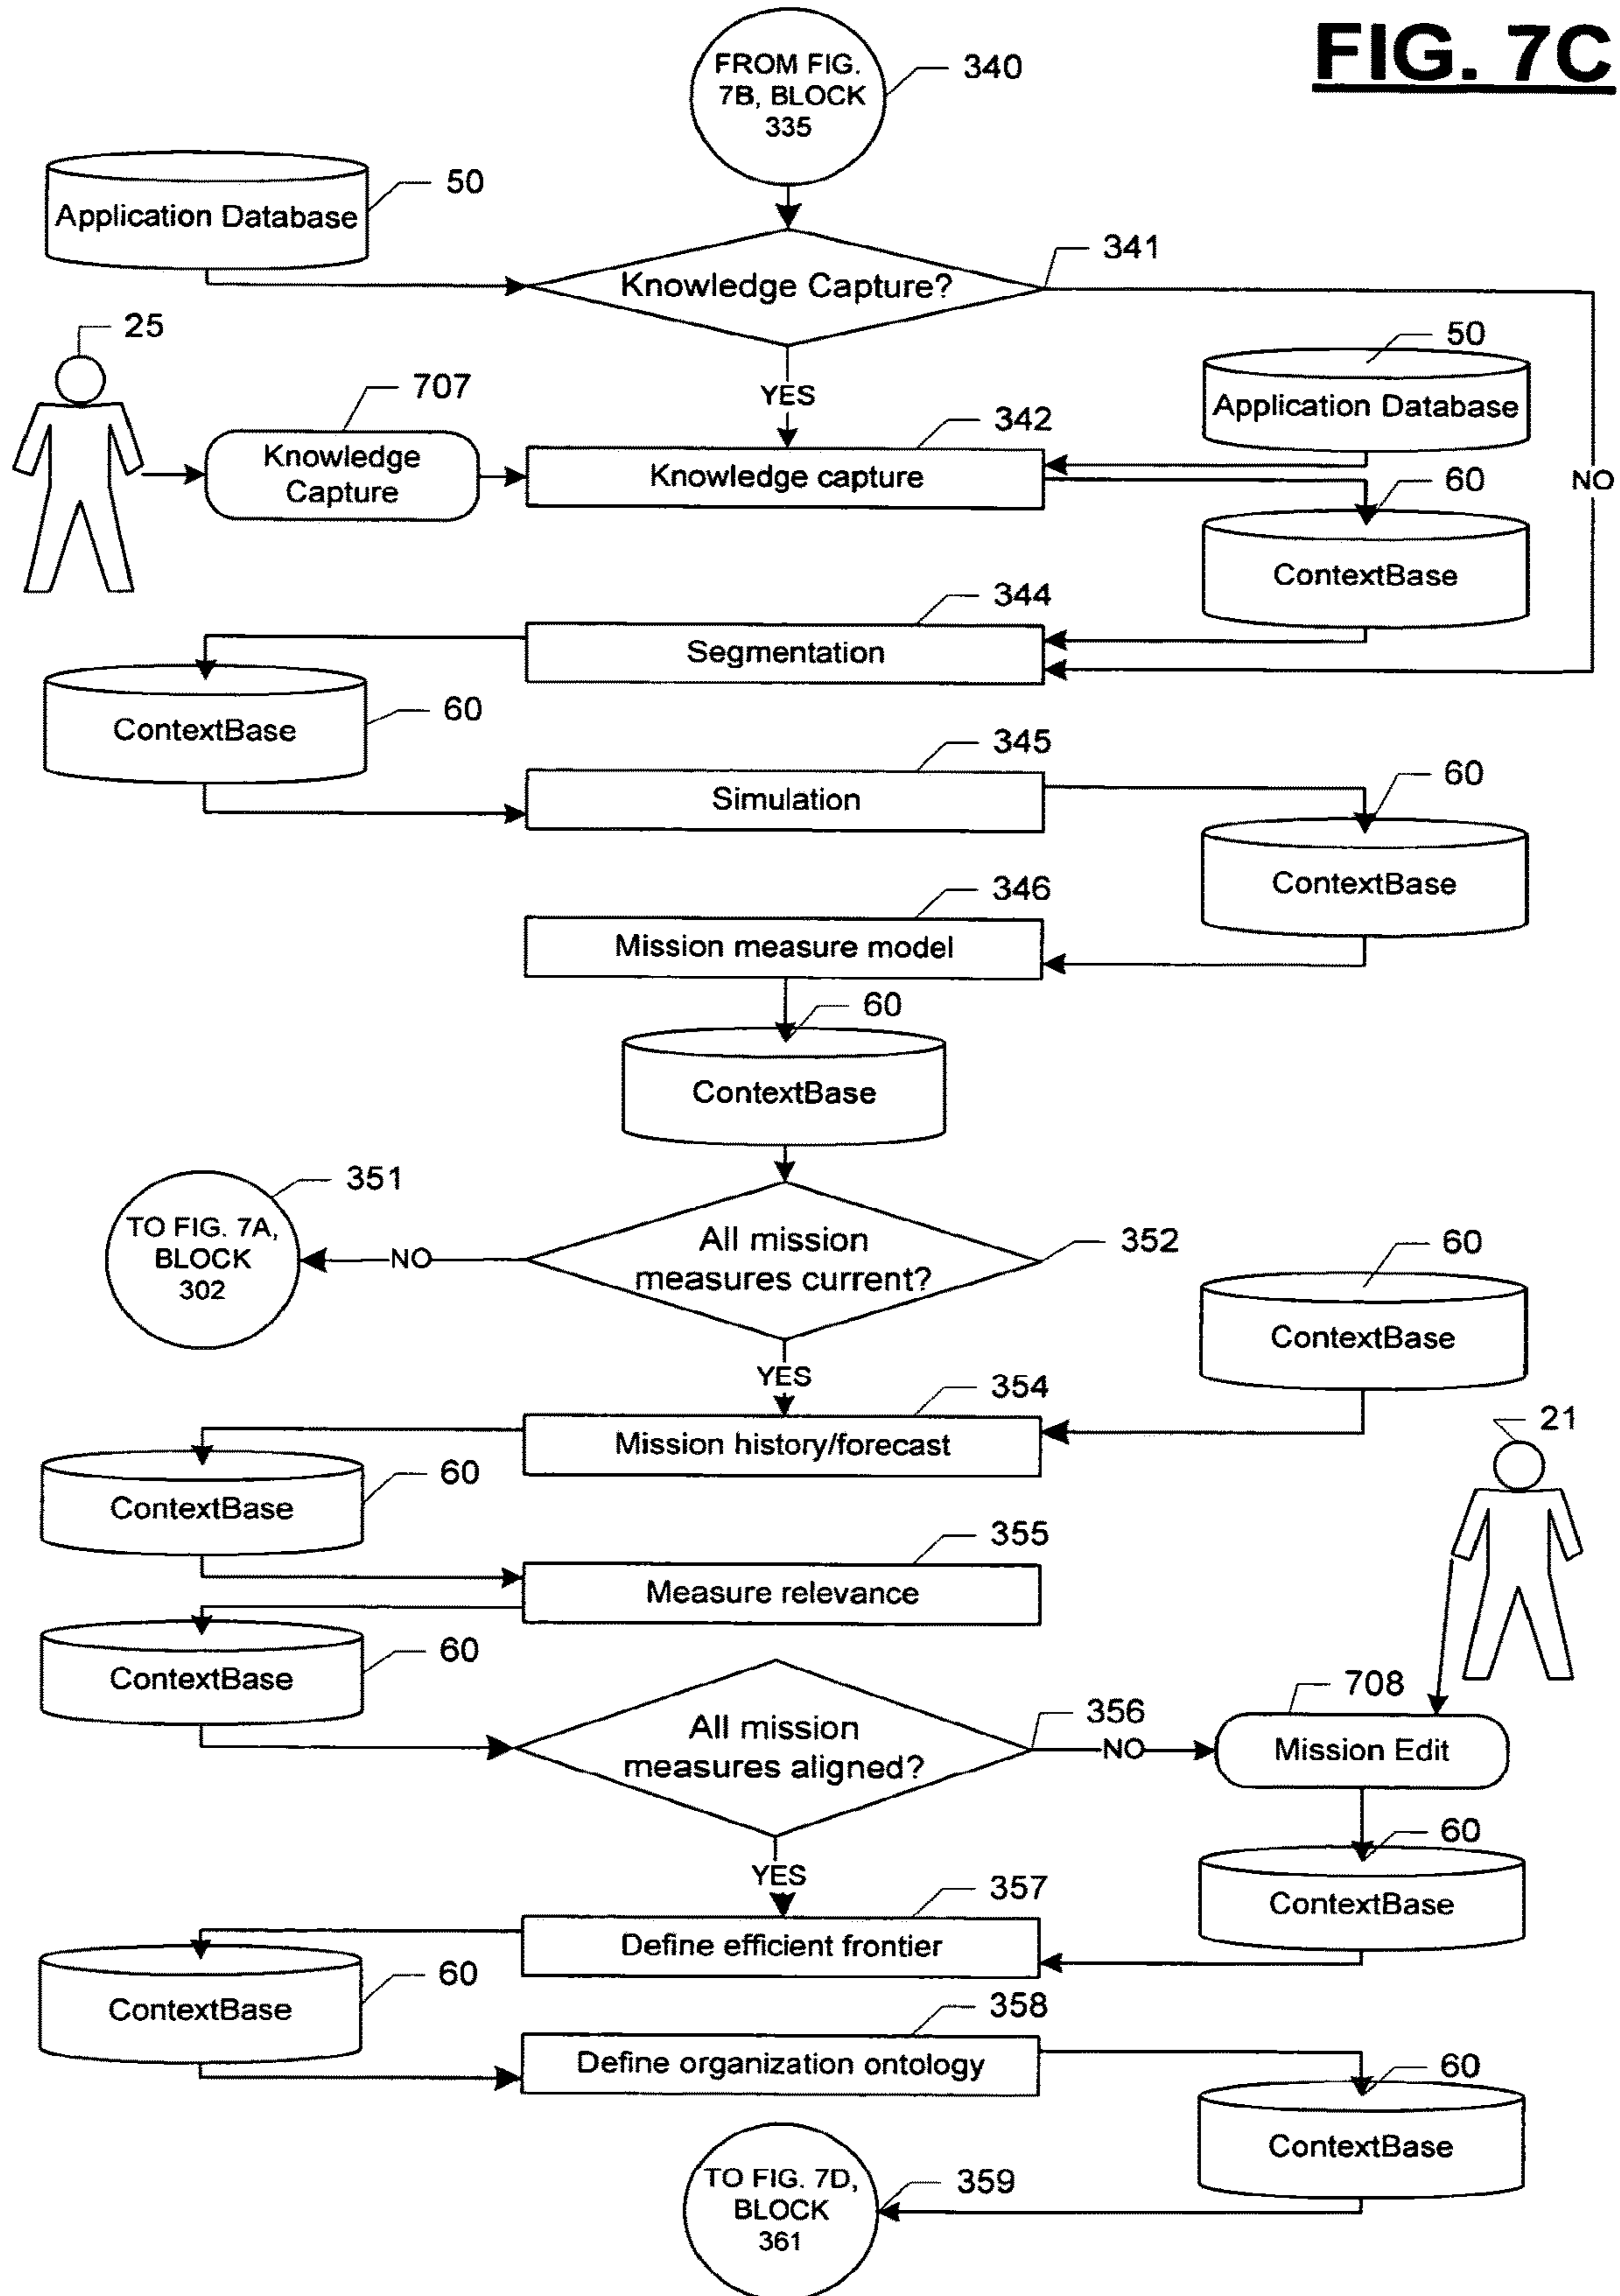 FIG. 7C
FROM FIG.
7B, BLOCK
335
340
50
Application Database
341
Knowledge Capture?
25
50
707
YES
Application Database
342
Knowledge
Capture
Knowledge capture
NO
60
ContextBase
344
Segmentation
60
ContextBase
345
60
Simulation
ContextBase
346
Mission measure model
60
ContextBase
351
TO FIG. 7A,
BLOCK
302
NO
All mission
measures current?
352
60
ContextBase
YES
354
21
Mission history/forecast
60
ContextBase
355
Measure relevance
60
ContextBase
708
356
All mission
measures aligned?
NO
Mission Edit
60
YES
357
ContextBase
Define efficient frontier
60
ContextBase
358
Define organization ontology
60
ContextBase
TO FIG. 7D,
BLOCK
361
359